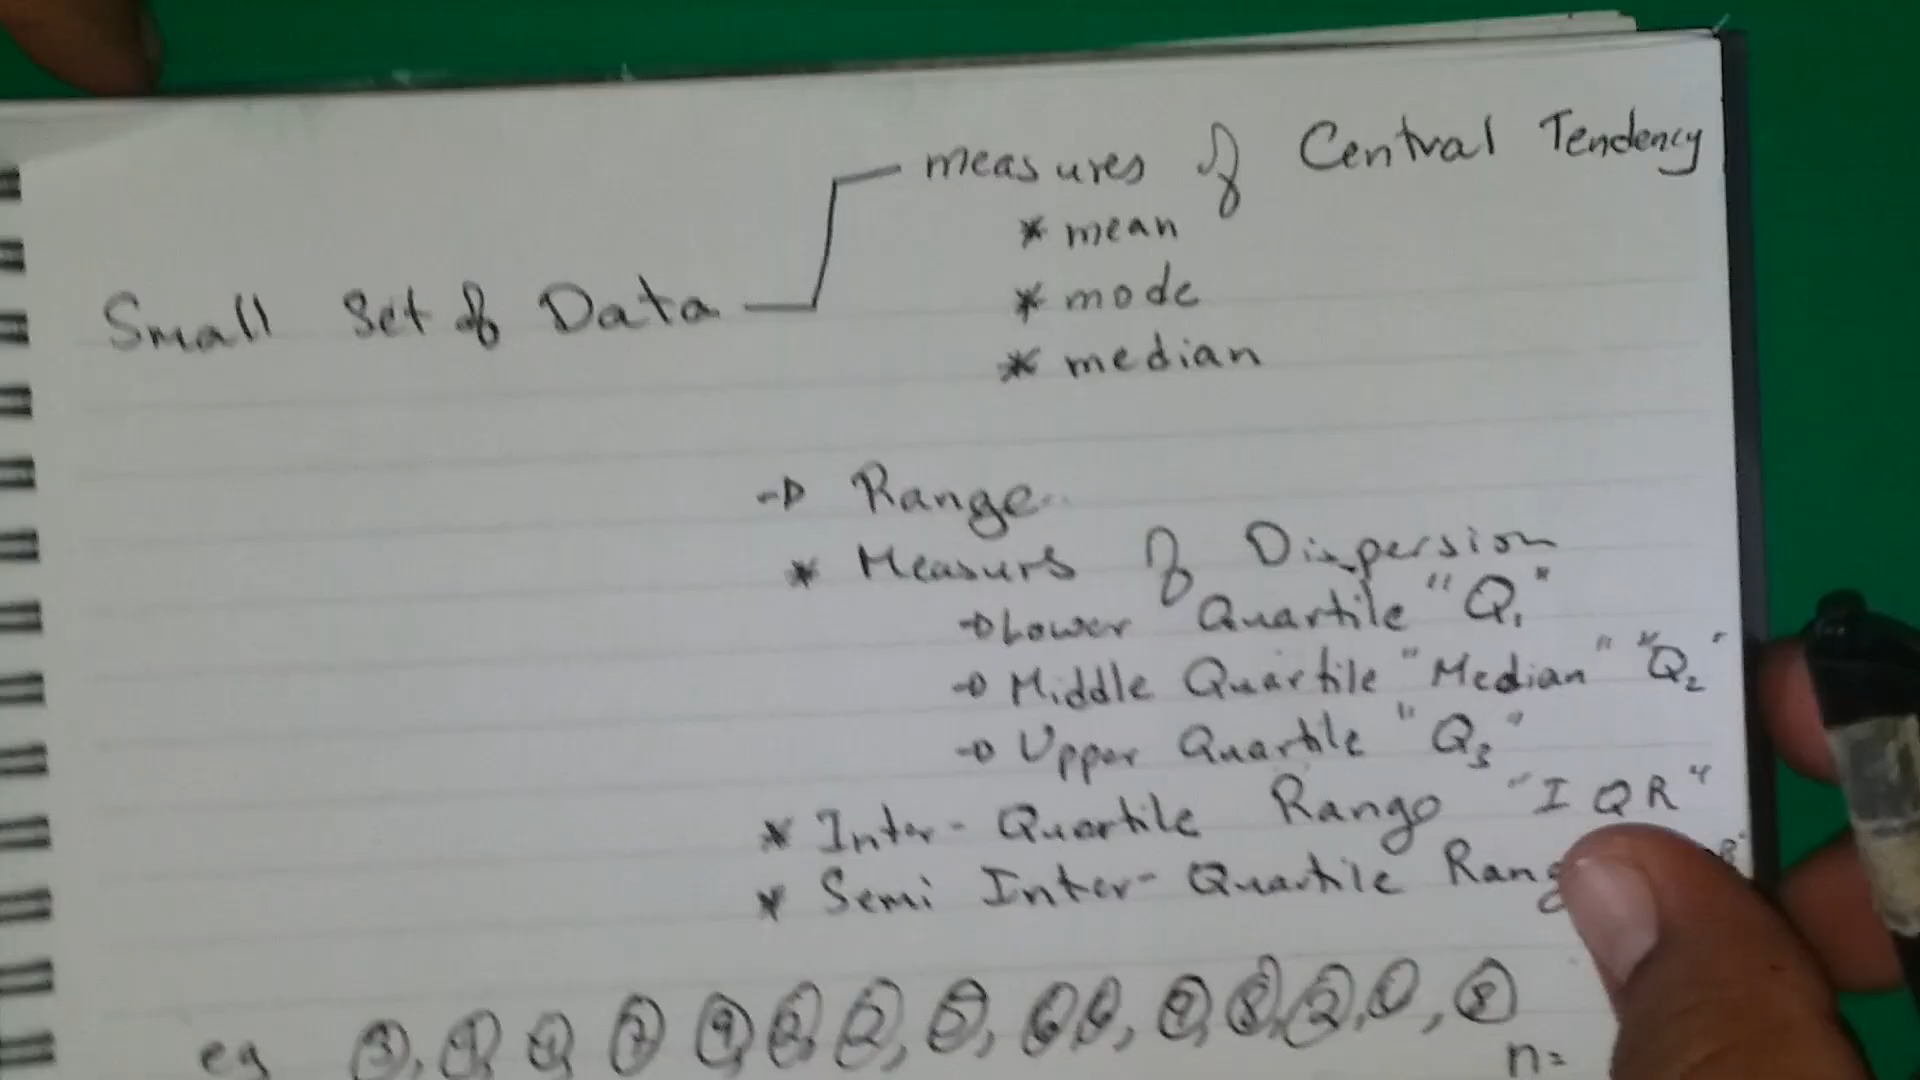 measures of Central Tendency
* mean
Small Set of Data
* mode
* median
→ Range
* Measurs of Dispersion
→ Lower Quartile "Q1"
→ Middle Quartile "Median" "Q2"
→ Upper Quartile "Q3"
* Inter-Quartile Range "IQR"
* Semi Inter-Quartile
eg 3,
n=